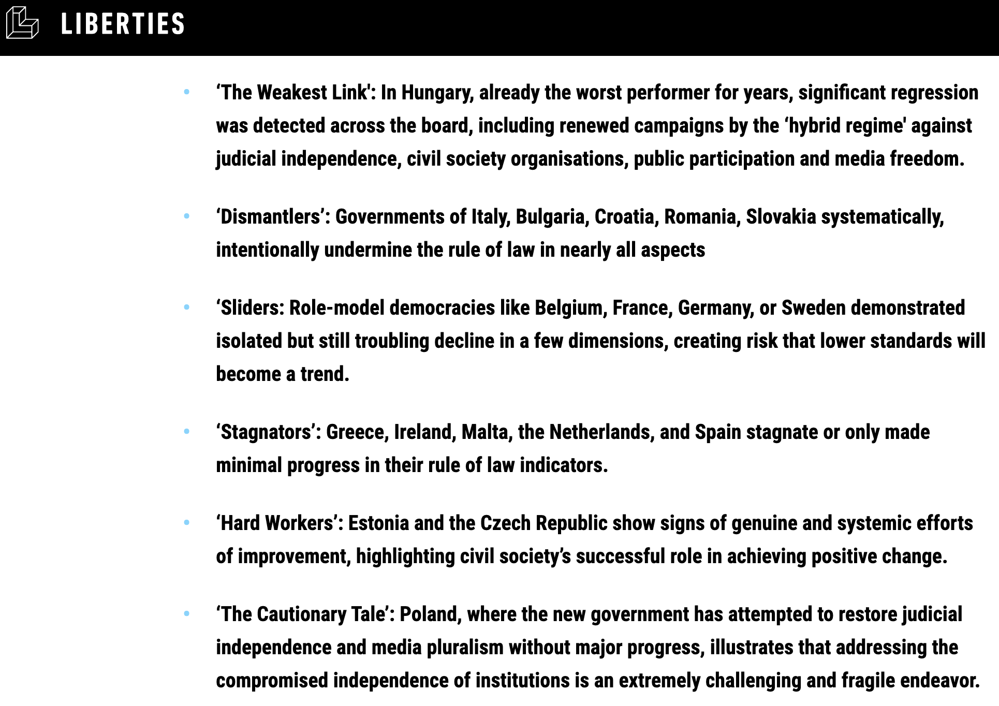 LIBERTIES
‘The Weakest Link': In Hungary, already the worst performer for years, significant regression
was detected across the board, including renewed campaigns by the ‘hybrid regime' against
judicial independence, civil society organisations, public participation and media freedom.
‘Dismantlers’: Governments of Italy, Bulgaria, Croatia, Romania, Slovakia systematically,
intentionally undermine the rule of law in nearly all aspects
‘Sliders: Role-model democracies like Belgium, France, Germany, or Sweden demonstrated
isolated but still troubling decline in a few dimensions, creating risk that lower standards will
become a trend.
‘Stagnators’: Greece, Ireland, Malta, the Netherlands, and Spain stagnate or only made
minimal progress in their rule of law indicators.
‘Hard Workers’: Estonia and the Czech Republic show signs of genuine and systemic efforts
of improvement, highlighting civil society’s successful role in achieving positive change.
‘The Cautionary Tale’: Poland, where the new government has attempted to restore judicial
independence and media pluralism without major progress, illustrates that addressing the
compromised independence of institutions is an extremely challenging and fragile endeavor.